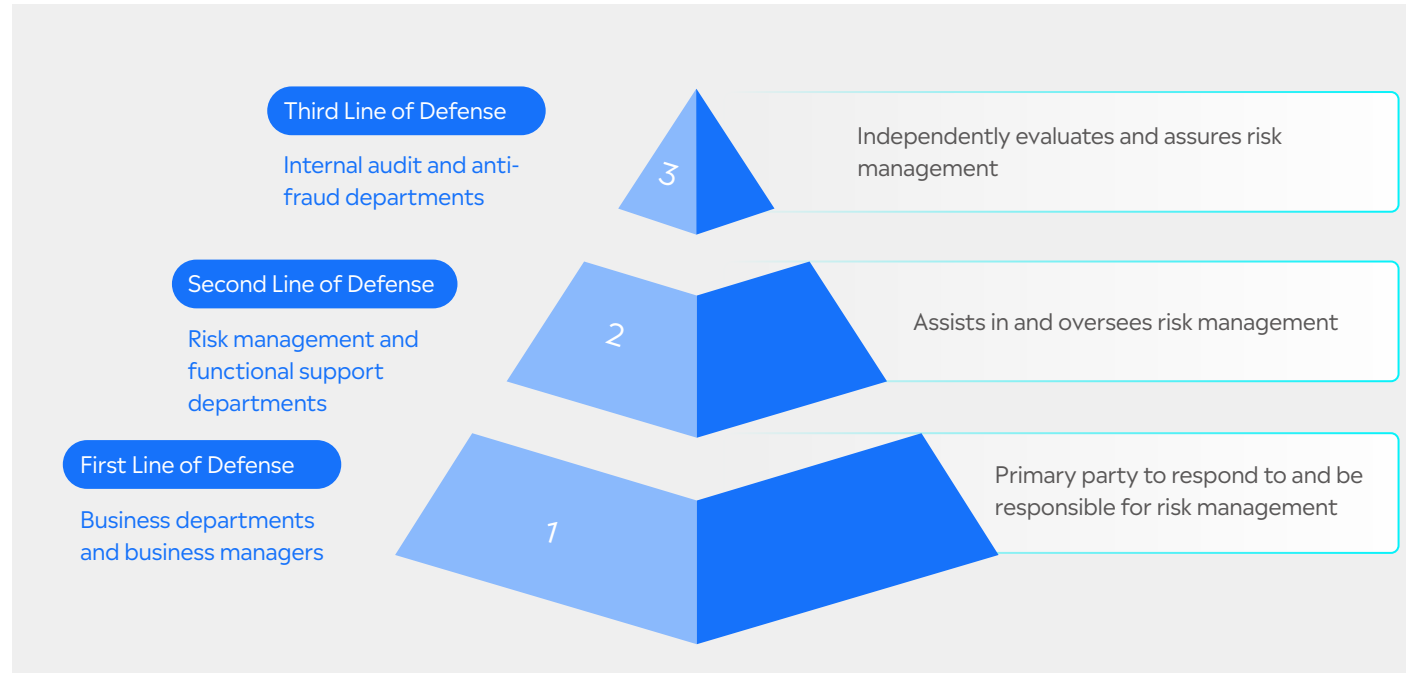 Third Line of Defense
Internal audit and anti-
fraud departments
3
Independently evaluates and assures risk
management
Second Line of Defense
Risk management and
functional support
departments
2
Assists in and oversees risk management
First Line of Defense
Business departments
and business managers
1
Primary party to respond to and be
responsible for risk management